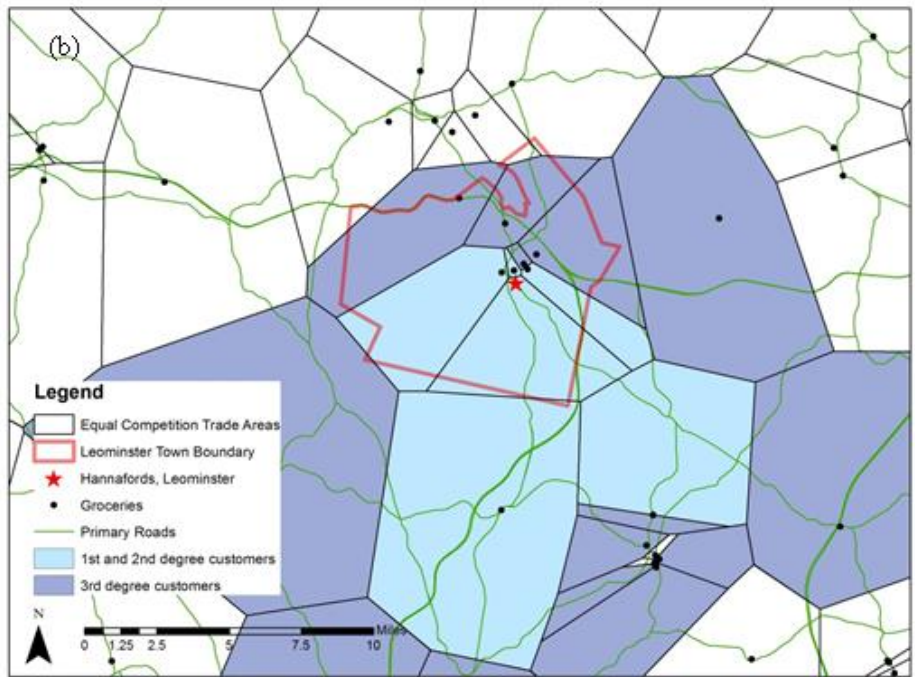 (b)
Legend
Equal Competition Trade Areas
Leominster Town Boundary
Hannafords, Leominster
Groceries
Primary Roads
1st and 2nd degree customers
3rd degree customers
N
Miles
0 1.25 2.5 5 7.5 10